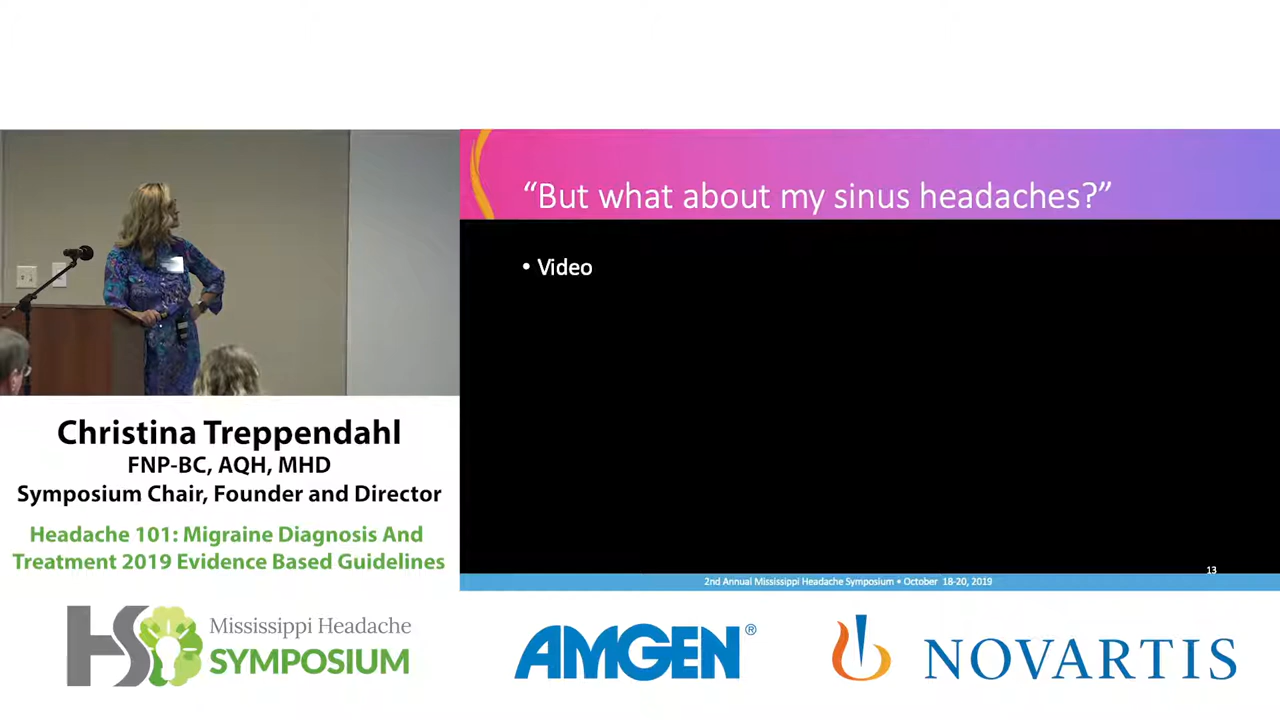 “But what about my sinus headaches?”
• Video
13
2nd Annual Mississippi Headache Symposium • October 18-20, 2019
Christina Treppendahl
FNP-BC, AQH, MHD
Symposium Chair, Founder and Director
Headache 101: Migraine Diagnosis And
Treatment 2019 Evidence Based Guidelines
HS
Mississippi Headache
SYMPOSIUM
AMGEN®
NOVARTIS